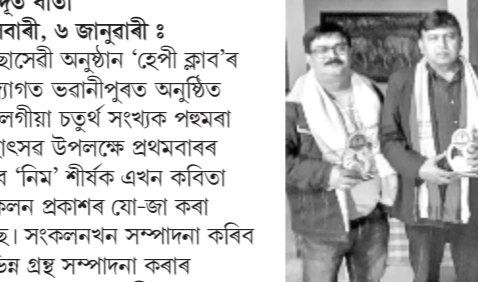 দূত বাৰ্তা
বাৰী, ৬ জানুৱাৰী ঃ
ছাসেৱী অনুষ্ঠান ‘হেপী ক্লাব’ৰ
দ্যাগত ভৱানীপুৰত অনুষ্ঠিত
লগীয়া চতুৰ্থ সংখ্যক পহুমৰা
হোৎসৱ উপলক্ষে প্ৰথমবাৰৰ
ব ‘নিম’ শীৰ্ষক এখন কবিতা
কলন প্ৰকাশৰ যো-জা কৰা
ছে। সংকলনখন সম্পাদনা কৰিব
ভন্ন গ্ৰন্থ সম্পাদনা কৰাৰ